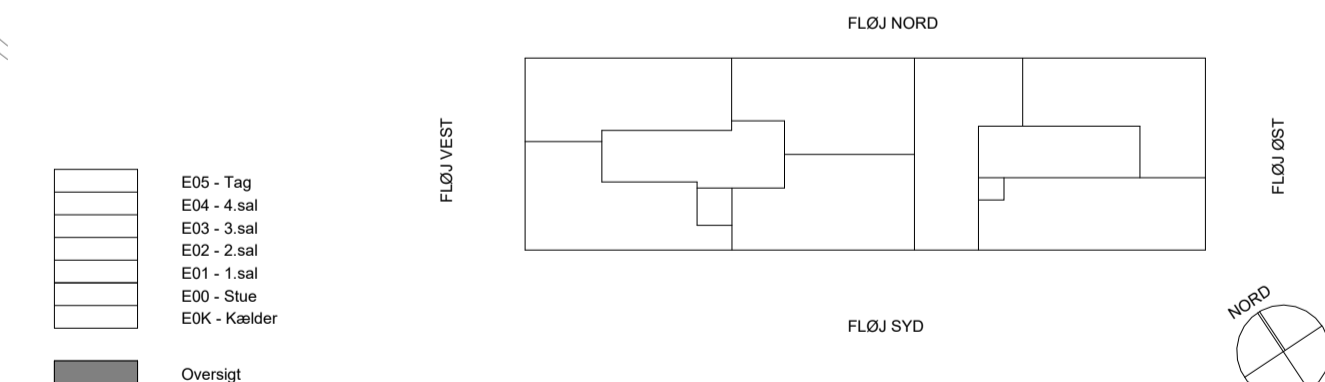 FLØJ NORD
FLØJ VEST
FLØJ ØST
E05 - Tag
E04 - 4.sal
E03 - 3.sal
E02 - 2.sal
E01 - 1.sal
E00 - Stue
E0K - Kælder
FLØJ SYD
NORD
Oversigt